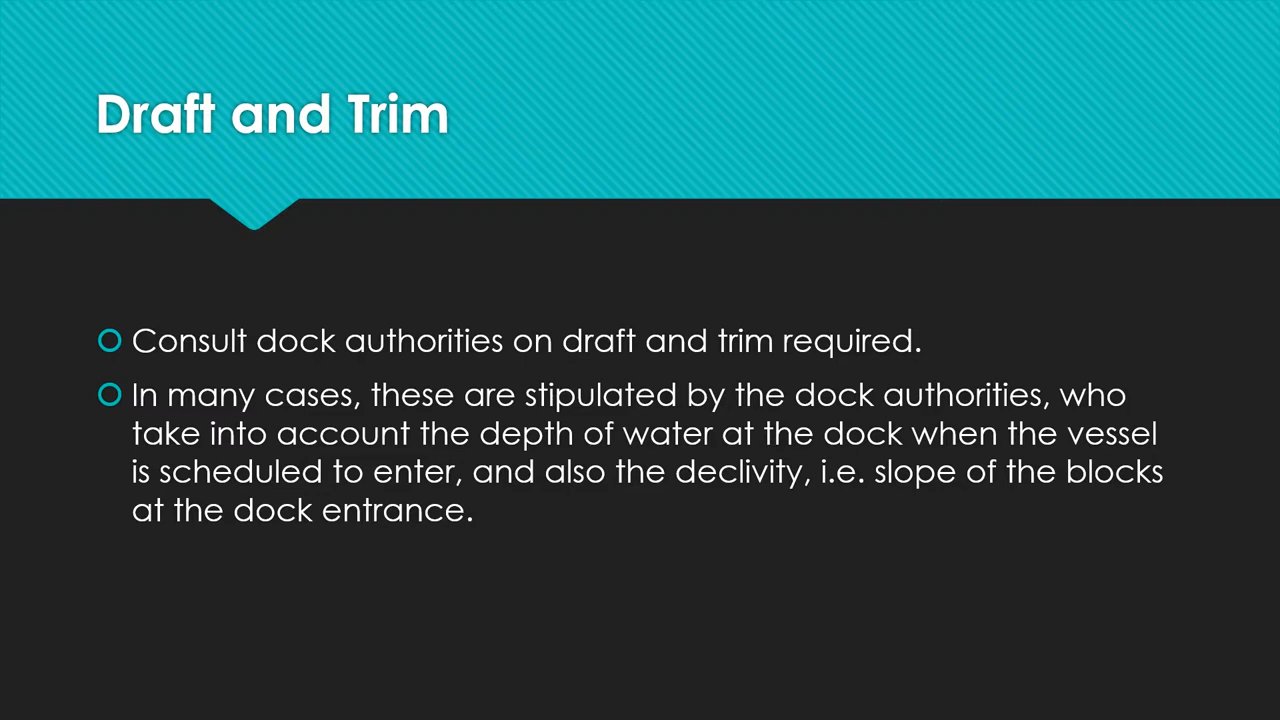 Draft and Trim
Consult dock authorities on draft and trim required.
In many cases, these are stipulated by the dock authorities, who
take into account the depth of water at the dock when the vessel
is scheduled to enter, and also the declivity, i.e. slope of the blocks
at the dock entrance.